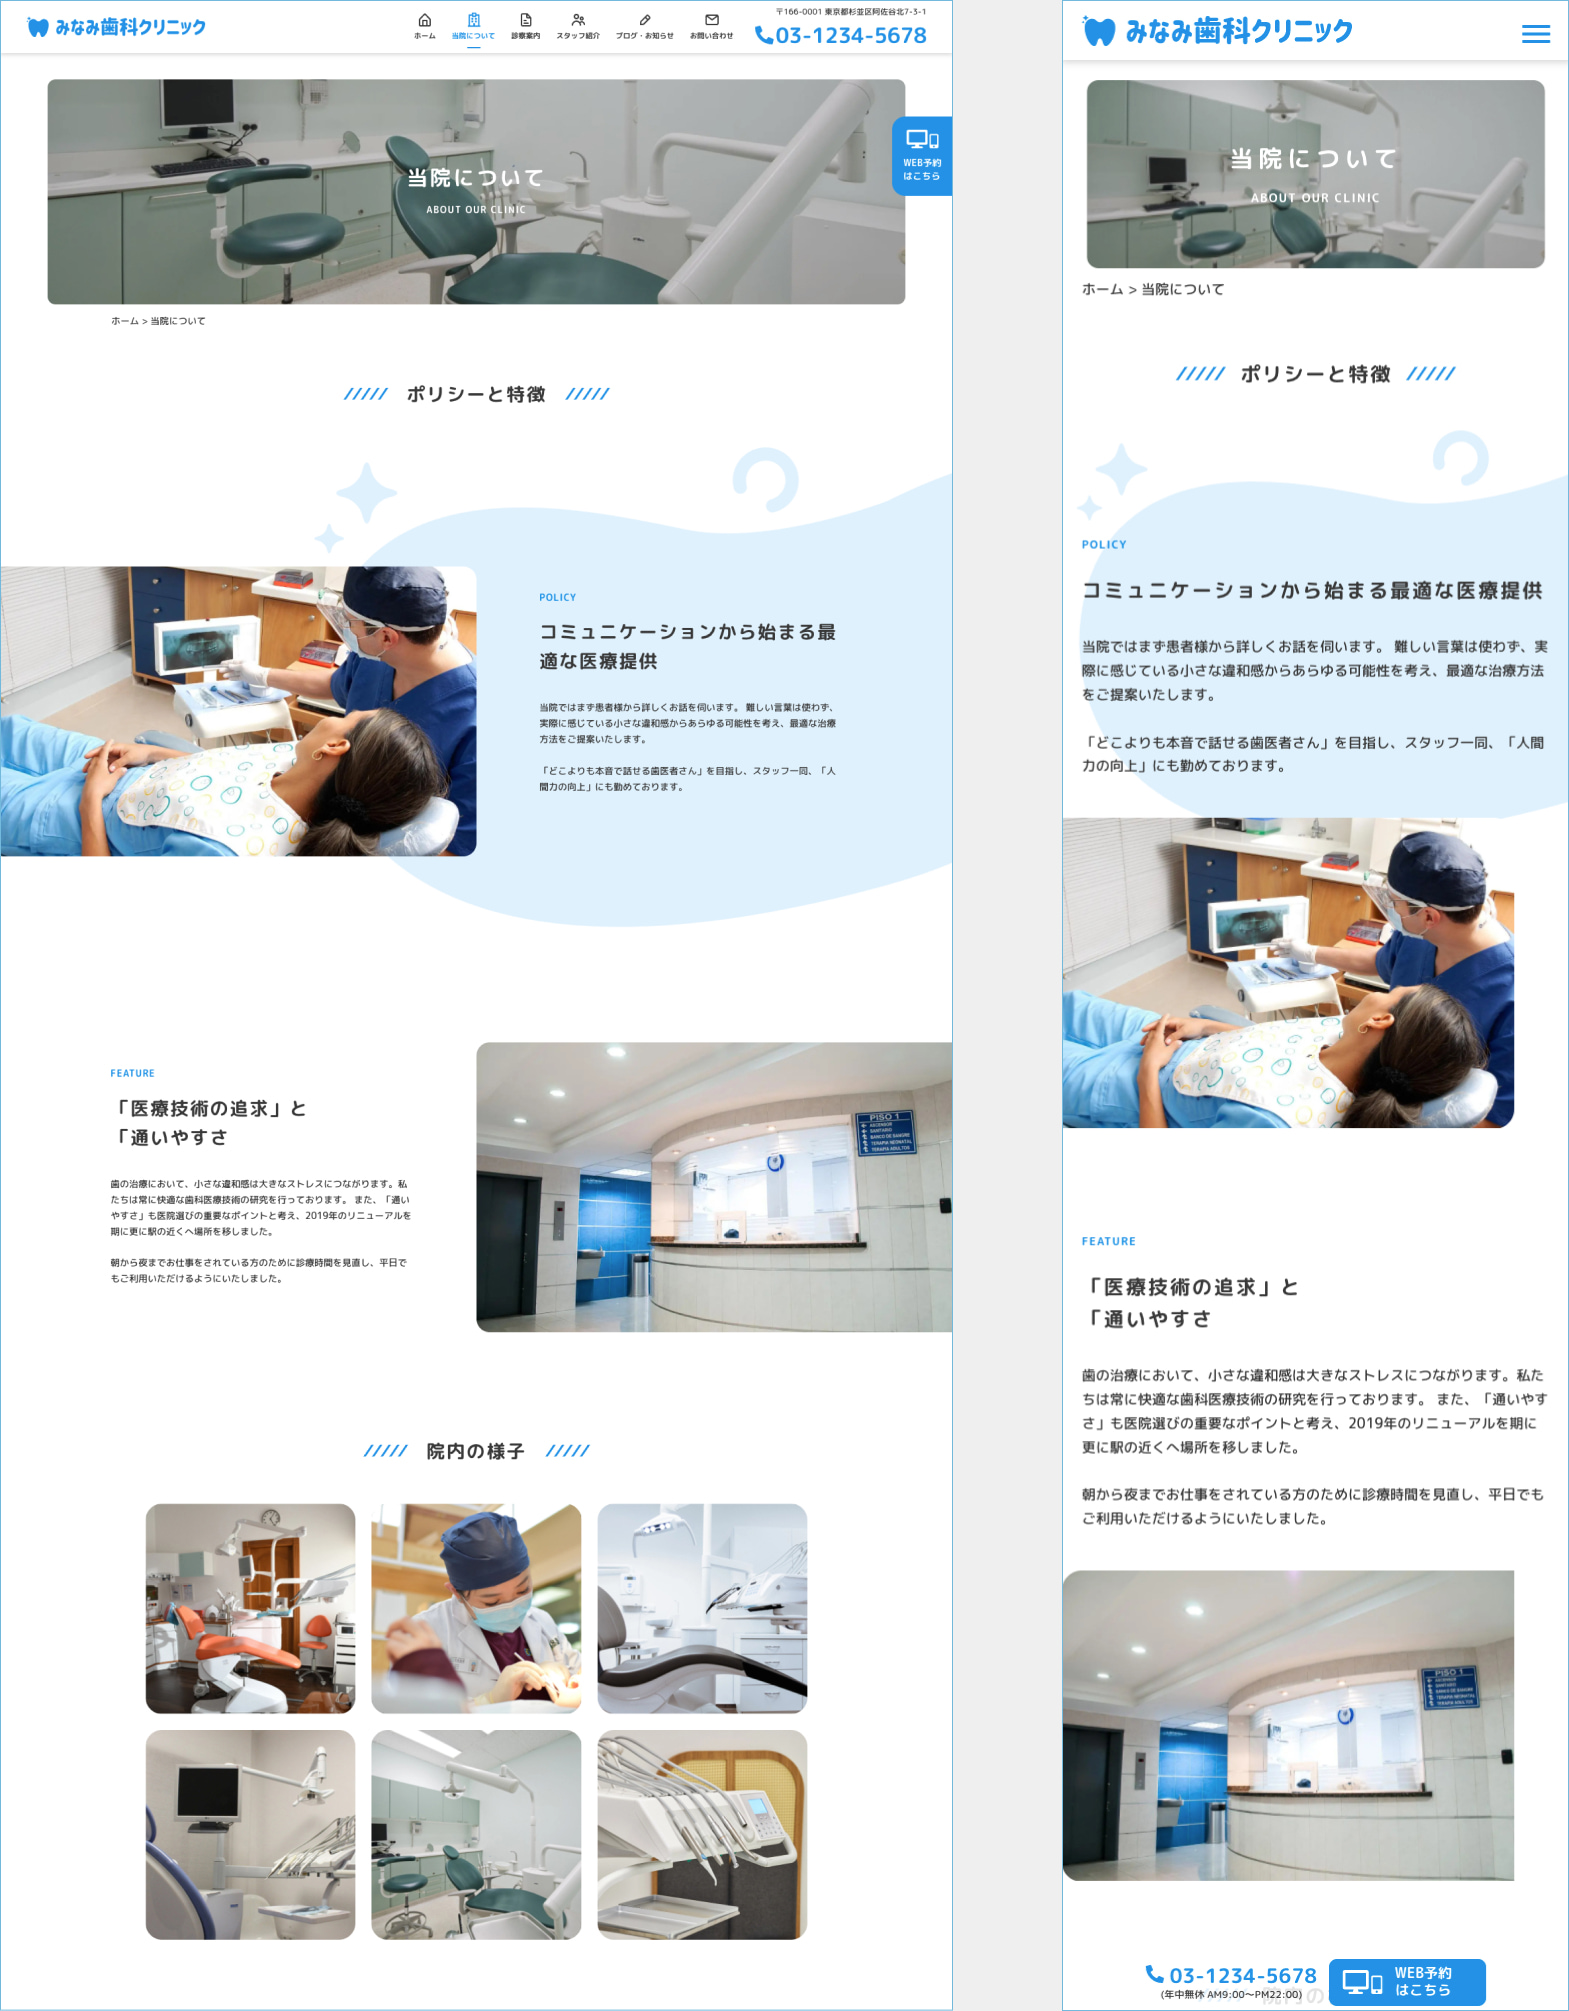 みなみ歯科クリニック
ホーム
当院について
診察案内
スタッフ紹介
ブログ・お知らせ
お問い合わせ
〒166-0001 東京都杉並区阿佐谷北7-3-1
03-1234-5678
WEB予約
はこちら
当院について
ABOUT OUR CLINIC
ホーム > 当院について
ポリシーと特徴
POLICY
コミュニケーションから始まる最
適な医療提供
当院ではまず患者様から詳しくお話を伺います。 難しい言葉は使わず、
実際に感じている小さな違和感からあらゆる可能性を考え、最適な治療
方法をご提案いたします。
「どこよりも本音で話せる歯医者さん」を目指し、スタッフ一同、「人
間力の向上」にも勤めております。
FEATURE
「医療技術の追求」と
「通いやすさ
歯の治療において、小さな違和感は大きなストレスにつながります。私
たちは常に快適な歯科医療技術の研究を行っております。 また、「通い
やすさ」も医院選びの重要なポイントと考え、2019年のリニューアルを
期に更に駅の近くへ場所を移しました。
朝から夜までお仕事をされている方のために診療時間を見直し、平日で
もご利用いただけるようにいたしました。
PISO 1
ASCENSOR
SANITARIO
BANCO DE SANGRE
TERAPIA NEONATAL
TERAPIA ADULTOS
院内の様子
みなみ歯科クリニック
当院について
ABOUT OUR CLINIC
ホーム > 当院について
ポリシーと特徴
POLICY
コミュニケーションから始まる最適な医療提供
当院ではまず患者様から詳しくお話を伺います。 難しい言葉は使わず、実
際に感じている小さな違和感からあらゆる可能性を考え、最適な治療方法
をご提案いたします。
「どこよりも本音で話せる歯医者さん」を目指し、スタッフ一同、「人間
力の向上」にも勤めております。
FEATURE
「医療技術の追求」と
「通いやすさ
歯の治療において、小さな違和感は大きなストレスにつながります。私た
ちは常に快適な歯科医療技術の研究を行っております。 また、「通いやす
さ」も医院選びの重要なポイントと考え、2019年のリニューアルを期に
更に駅の近くへ場所を移しました。
朝から夜までお仕事をされている方のために診療時間を見直し、平日でも
ご利用いただけるようにいたしました。
PISO 1
ASCENSOR
SANITARIO
BANCO DE SANGRE
TERAPIA NEONATAL
TERAPIA ADULTOS
03-1234-5678
(年中無休 AM9:00〜PM22:00)
WEB予約
はこちら